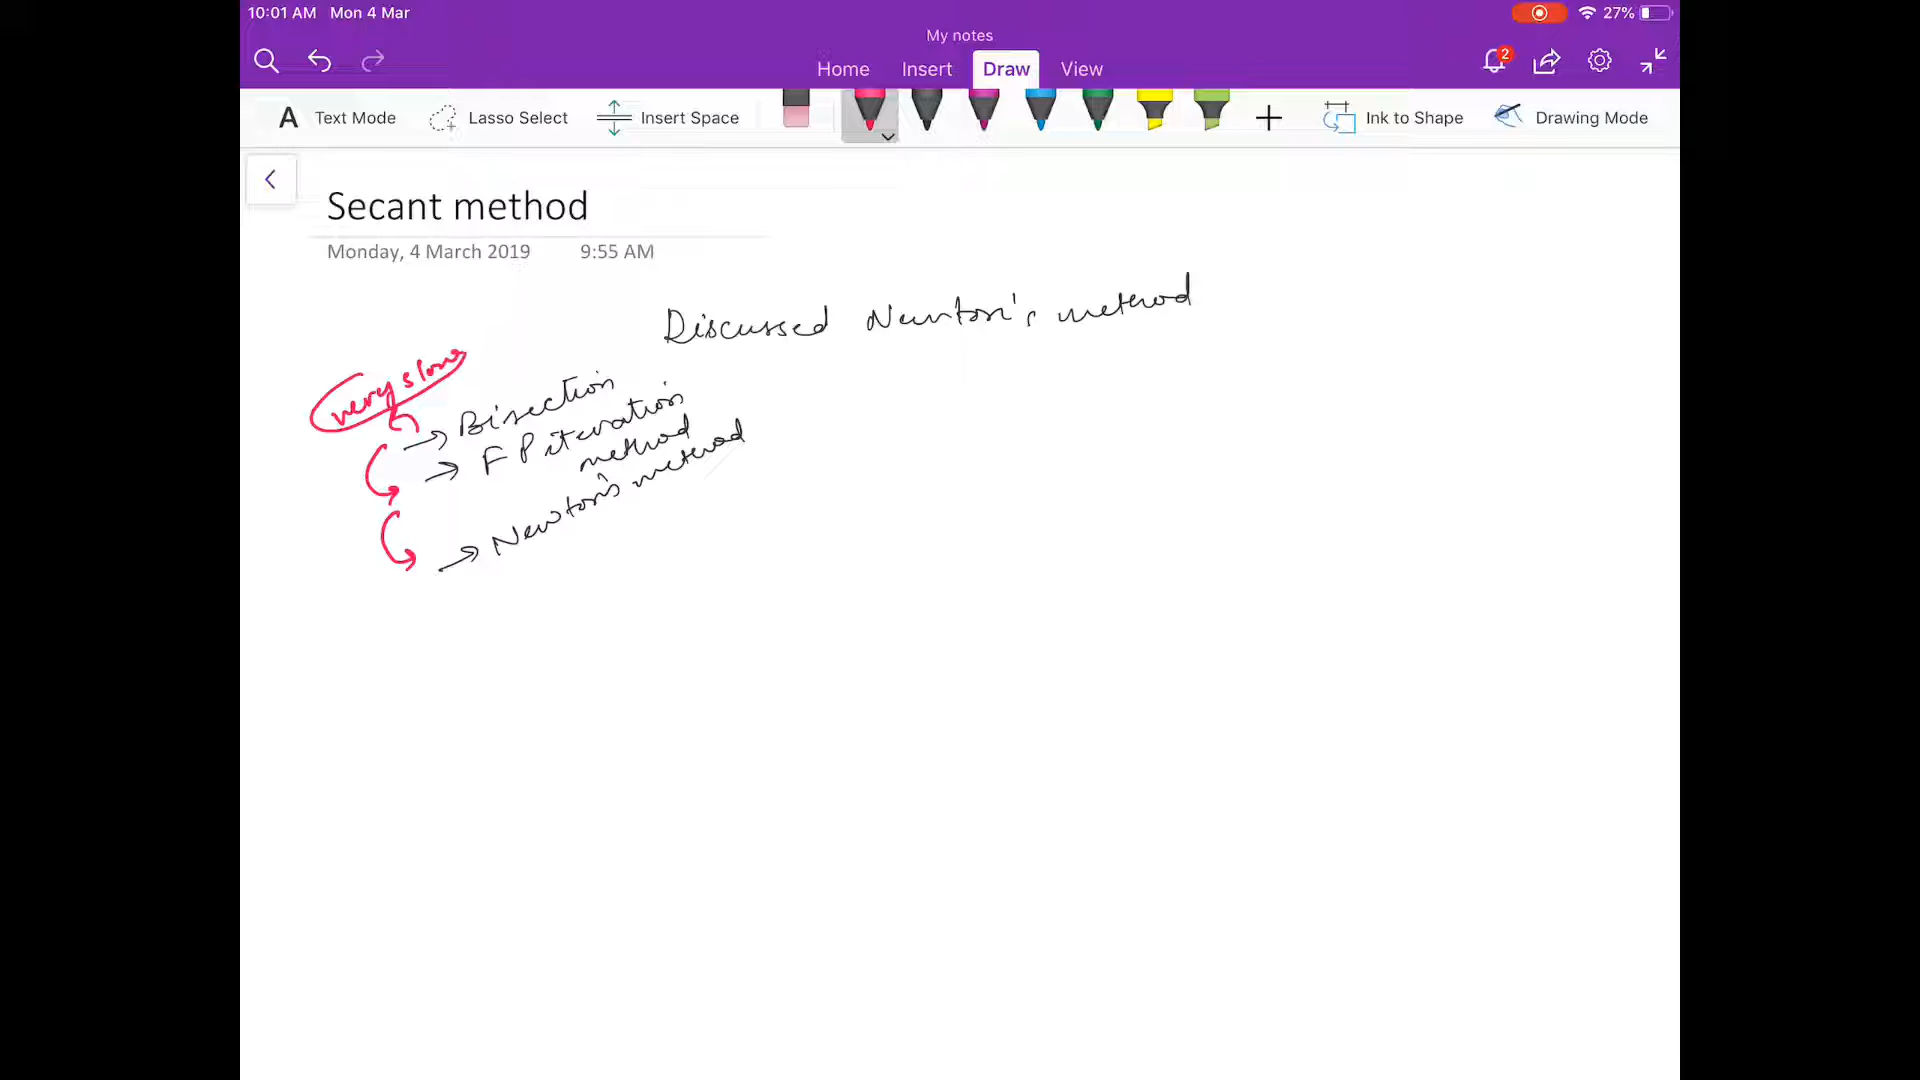 10:01 AM Mon 4 Mar
27%
My notes
Home Insert Draw View
2
A Text Mode Lasso Select Insert Space Ink to Shape Drawing Mode
Secant method
Monday, 4 March 2019 9:55 AM
Discussed Newton's method
very slow
→ Bisection
→ FP iteration
method
→ Newton's method